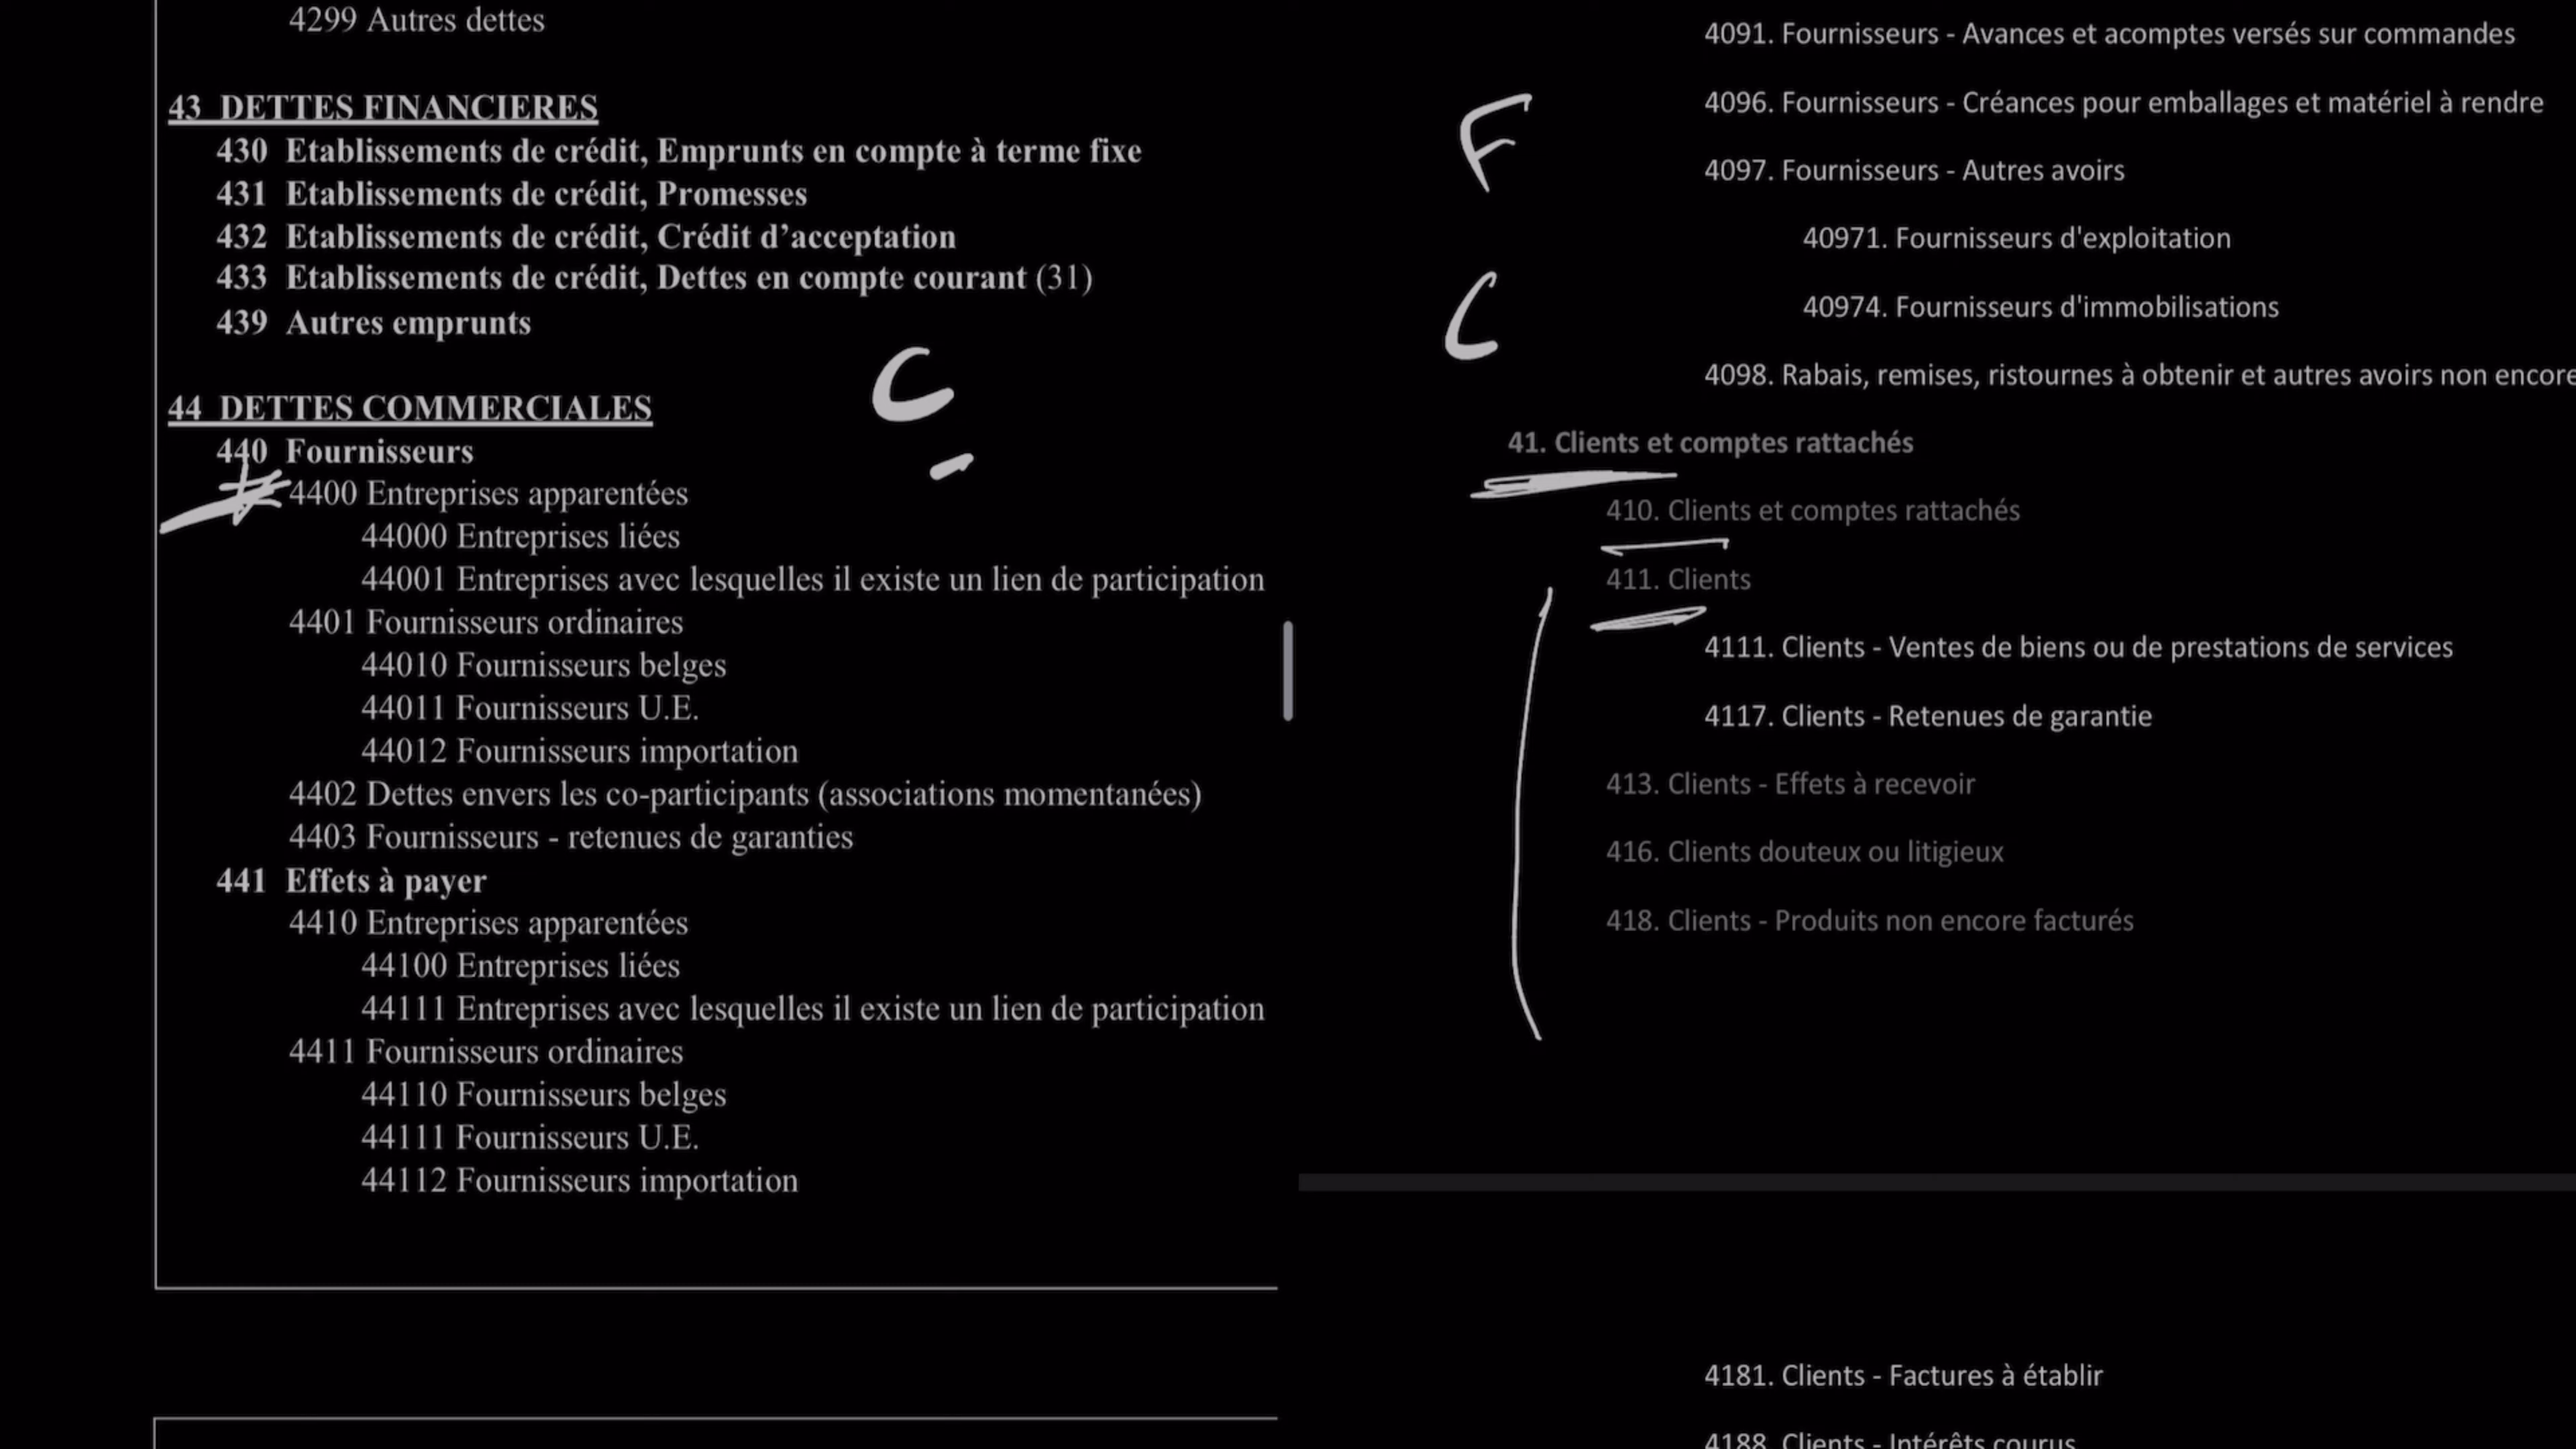 4299 Autres dettes
43 DETTES FINANCIERES
430 Etablissements de crédit, Emprunts en compte à terme fixe
431 Etablissements de crédit, Promesses
432 Etablissements de crédit, Crédit d’acceptation
433 Etablissements de crédit, Dettes en compte courant (31)
439 Autres emprunts
C
44 DETTES COMMERCIALES
440 Fournisseurs
4400 Entreprises apparentées
44000 Entreprises liées
44001 Entreprises avec lesquelles il existe un lien de participation
4401 Fournisseurs ordinaires
44010 Fournisseurs belges
44011 Fournisseurs U.E.
44012 Fournisseurs importation
4402 Dettes envers les co-participants (associations momentanées)
4403 Fournisseurs - retenues de garanties
441 Effets à payer
4410 Entreprises apparentées
44100 Entreprises liées
44111 Entreprises avec lesquelles il existe un lien de participation
4411 Fournisseurs ordinaires
44110 Fournisseurs belges
44111 Fournisseurs U.E.
44112 Fournisseurs importation
4091. Fournisseurs - Avances et acomptes versés sur commandes
F
4096. Fournisseurs - Créances pour emballages et matériel à rendre
4097. Fournisseurs - Autres avoirs
40971. Fournisseurs d'exploitation
C
40974. Fournisseurs d'immobilisations
4098. Rabais, remises, ristournes à obtenir et autres avoirs non encore
41. Clients et comptes rattachés
410. Clients et comptes rattachés
411. Clients
4111. Clients - Ventes de biens ou de prestations de services
4117. Clients - Retenues de garantie
413. Clients - Effets à recevoir
416. Clients douteux ou litigieux
418. Clients - Produits non encore facturés
4181. Clients - Factures à établir
4188. Clients - Intérêts courus